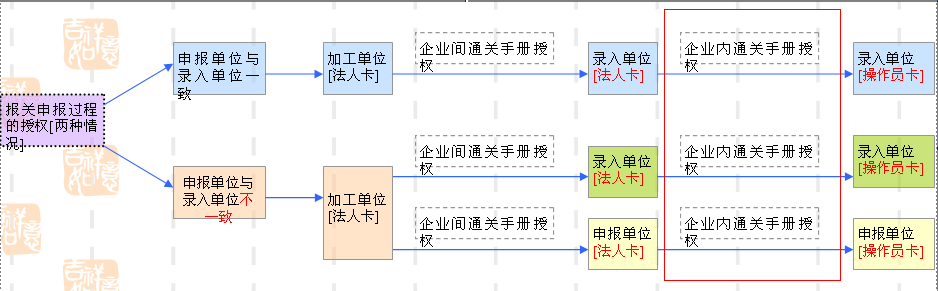 申报单位与
录入单位一
致
加工单位
[法人卡]
企业间通关手册授
权
录入单位
[法人卡]
企业内通关手册授
权
录入单位
[操作员卡]
报关申报过程
的授权[两种情
况]
申报单位与
录入单位不
一致
加工单位
[法人卡]
企业间通关手册授
权
录入单位
[法人卡]
企业内通关手册授
权
录入单位
[操作员卡]
企业间通关手册授
权
申报单位
[法人卡]
企业内通关手册授
权
申报单位
[操作员卡]